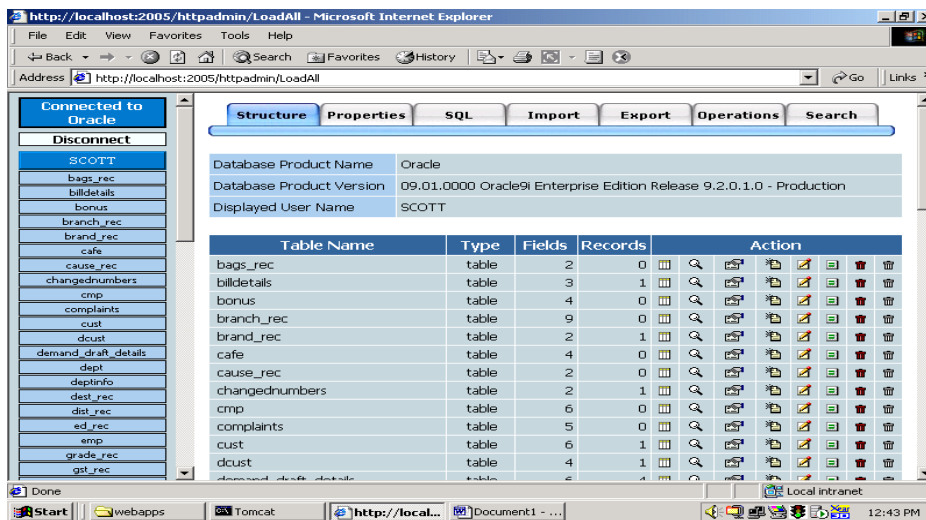 http://localhost:2005/httpadmin/LoadAll - Microsoft Internet Explorer
File Edit View Favorites Tools Help
Back Search Favorites History
Address http://localhost:2005/httpadmin/LoadAll Go Links
Connected to
Oracle
Disconnect
SCOTT
bags_rec
billdetails
bonus
branch_rec
brand_rec
cafe
cause_rec
changednumbers
cmp
complaints
cust
dcust
demand_draft_details
dept
deptinfo
dest_rec
dist_rec
ed_rec
emp
grade_rec
gst_rec
Structure Properties SQL Import Export Operations Search
Database Product Name Oracle
Database Product Version 09.01.0000 Oracle9i Enterprise Edition Release 9.2.0.1.0 - Production
Displayed User Name SCOTT
Table Name Type Fields Records Action
bags_rec table 2 0
billdetails table 3 1
bonus table 4 0
branch_rec table 9 0
brand_rec table 2 1
cafe table 4 0
cause_rec table 2 0
changednumbers table 2 1
cmp table 6 0
complaints table 5 0
cust table 6 1
dcust table 4 1
demand_draft_details table 6 4
Done Local intranet
Start webapps Tomcat http://local... Document1 - ... 12:43 PM